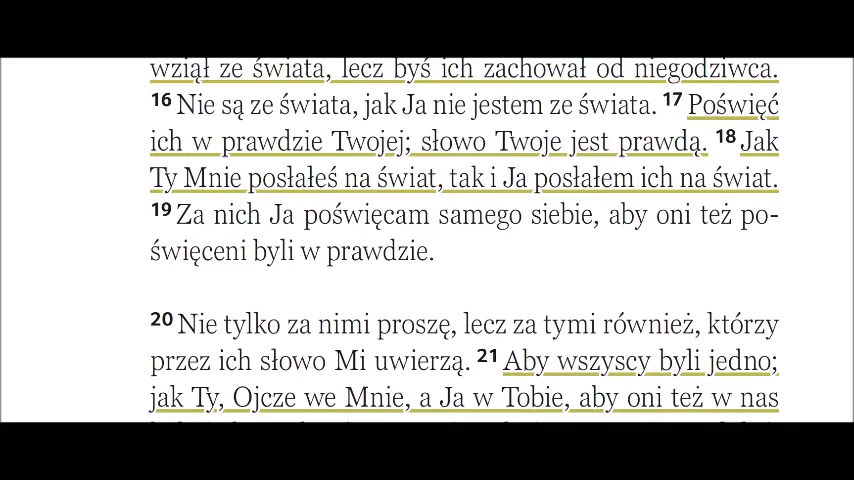 wziął ze świata, lecz byś ich zachował od niegodziwca.
16 Nie są ze świata, jak Ja nie jestem ze świata. 17 Poświęć
ich w prawdzie Twojej; słowo Twoje jest prawdą. 18 Jak
Ty Mnie posłałeś na świat, tak i Ja posłałem ich na świat.
19 Za nich Ja poświęcam samego siebie, aby oni też po-
święceni byli w prawdzie.
20 Nie tylko za nimi proszę, lecz za tymi również, którzy
przez ich słowo Mi uwierzą. 21 Aby wszyscy byli jedno;
jak Ty, Ojcze we Mnie, a Ja w Tobie, aby oni też w nas